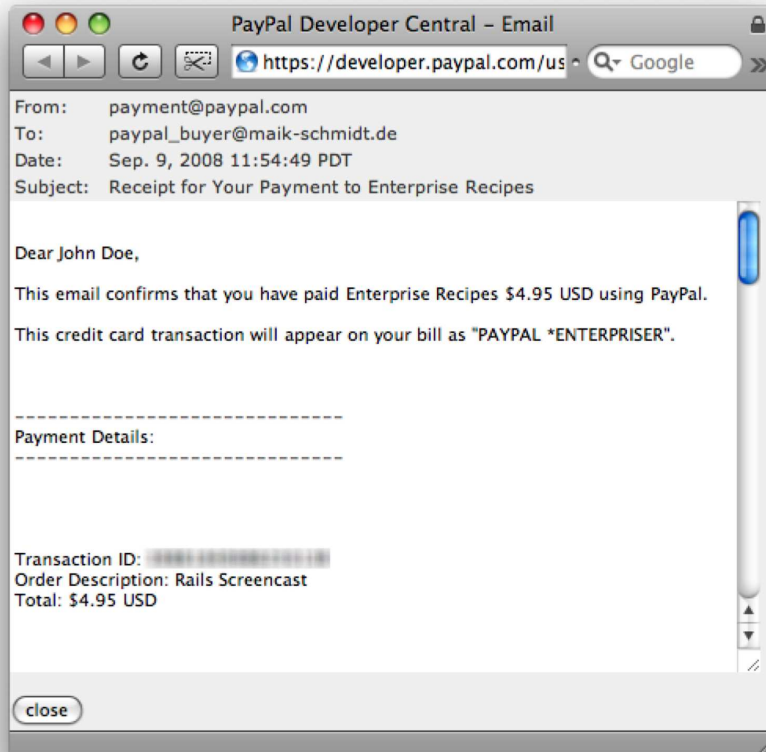 PayPal Developer Central – Email
https://developer.paypal.com/us
Google
From: payment@paypal.com
To: paypal_buyer@maik-schmidt.de
Date: Sep. 9, 2008 11:54:49 PDT
Subject: Receipt for Your Payment to Enterprise Recipes
Dear John Doe,
This email confirms that you have paid Enterprise Recipes $4.95 USD using PayPal.
This credit card transaction will appear on your bill as "PAYPAL *ENTERPRISER".
------------------------------
Payment Details:
------------------------------
Transaction ID:
Order Description: Rails Screencast
Total: $4.95 USD
close